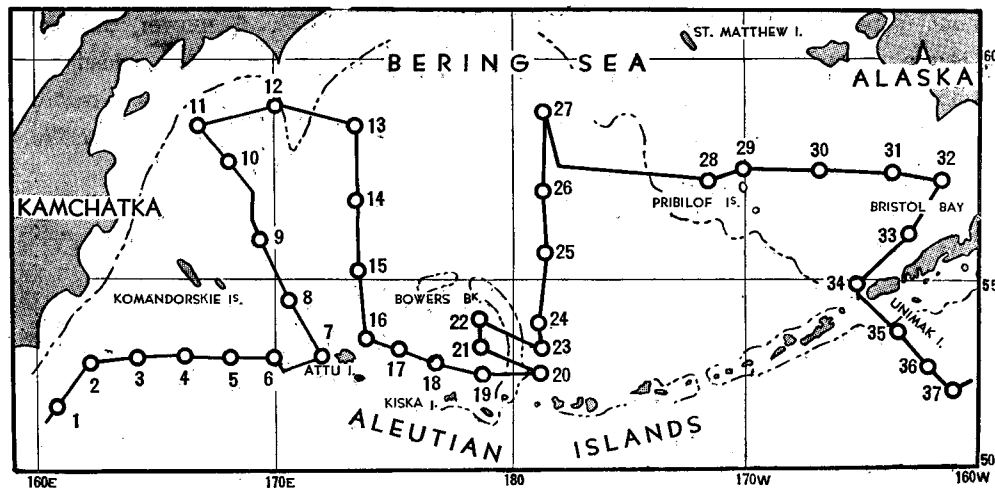 ST. MATTHEW I.
BERING SEA
60
ALASKA
12
11
13
27
10
28
29
30
31
32
KAMCHATKA
14
26
PRIBILOF IS.
BRISTOL BAY
9
33
25
15
34
55
KOMANDORSKIE IS.
8
BOWERS BK.
UNIMAK I.
16
22
24
35
7
21
23
2
3
4
5
6
ATTU I.
17
18
19
20
36
37
1
KISKA I.
ALEUTIAN ISLANDS
50
160E
170E
180
170W
160W